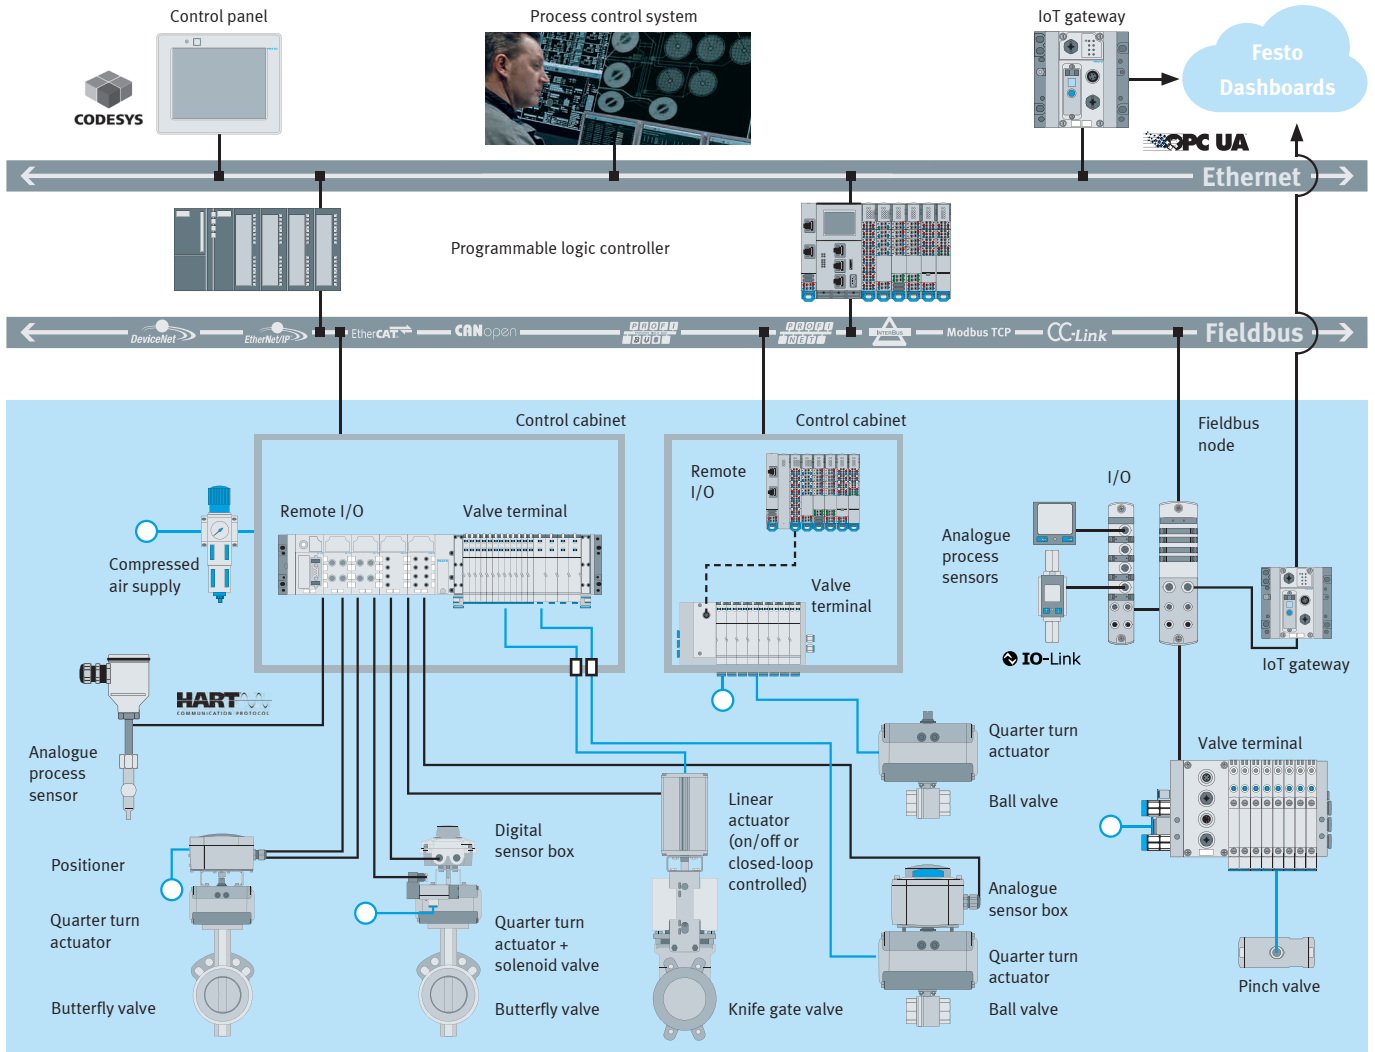 Control panel
Process control system
IoT gateway
Festo
Dashboards
CODESYS
OPC UA
Ethernet
Programmable logic controller
DeviceNet
EtherNet/IP
EtherCAT
CANopen
PROFI
BUS
PROFI
NET
INTERBUS
Modbus TCP
CC-Link
Fieldbus
Control cabinet
Control cabinet
Fieldbus
node
Remote
I/O
I/O
Remote I/O
Valve terminal
Analogue
process
sensors
Compressed
air supply
Valve
terminal
IO-Link
IoT gateway
HART
COMMUNICATION PROTOCOL
Analogue
process
sensor
Quarter turn
actuator
Valve terminal
Ball valve
Linear
actuator
(on/off or
closed-loop
controlled)
Digital
sensor box
Positioner
Analogue
sensor box
Quarter turn
actuator
Quarter turn
actuator +
solenoid valve
Quarter turn
actuator
Pinch valve
Butterfly valve
Butterfly valve
Knife gate valve
Ball valve